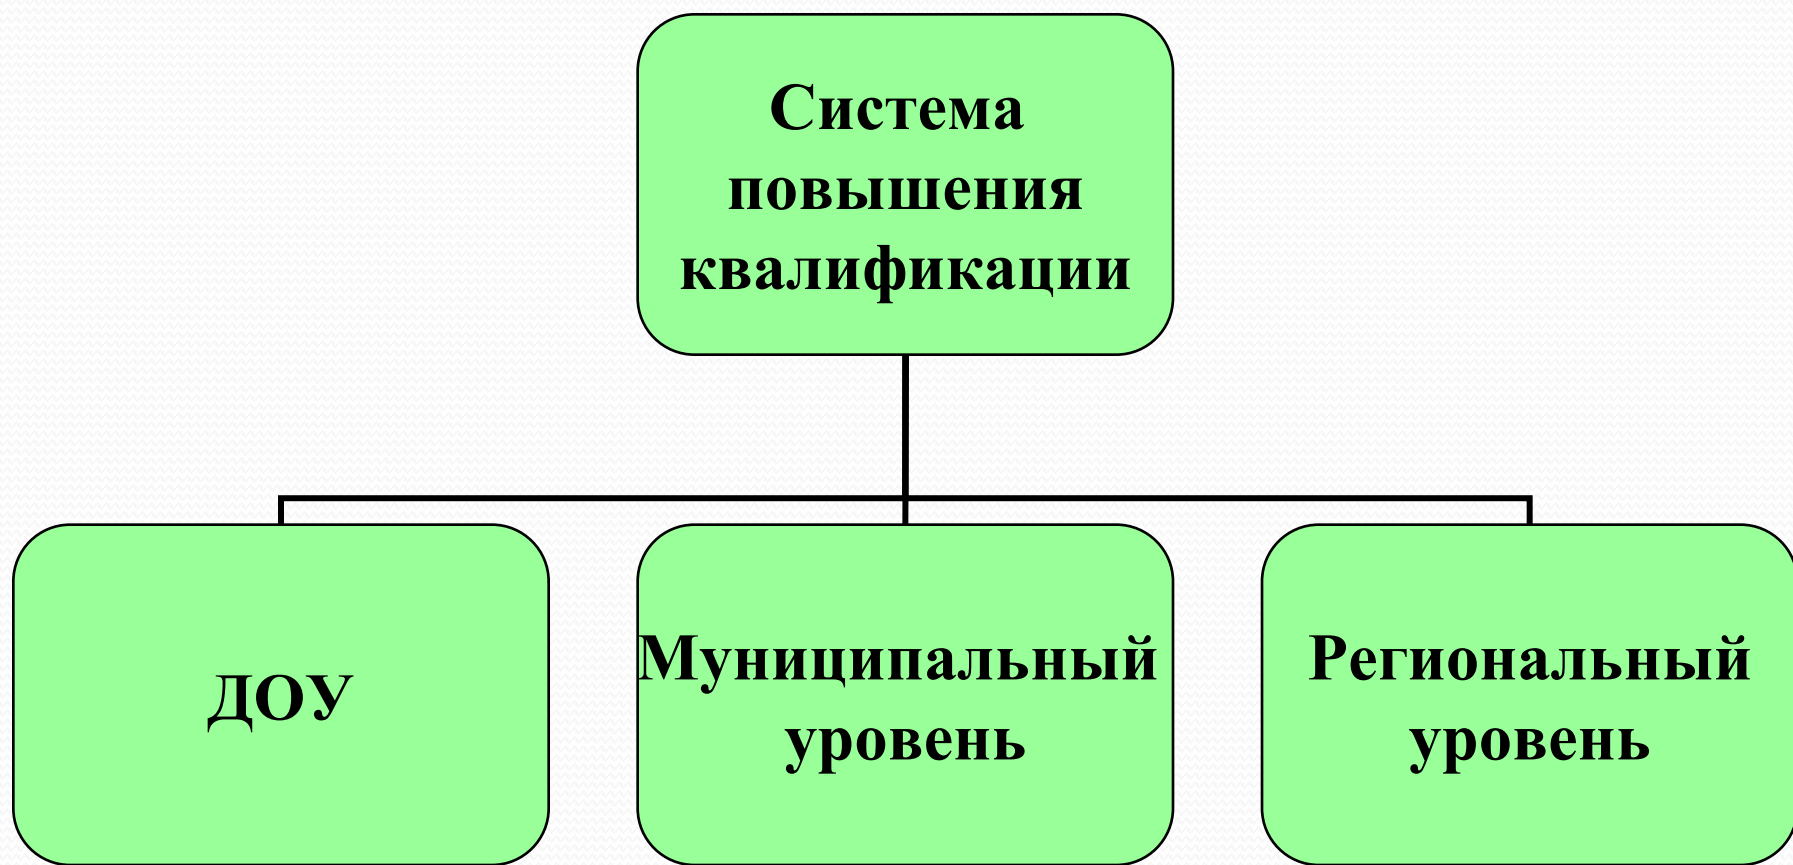 Система
повышения
квалификации
ДОУ
Муниципальный
уровень
Региональный
уровень